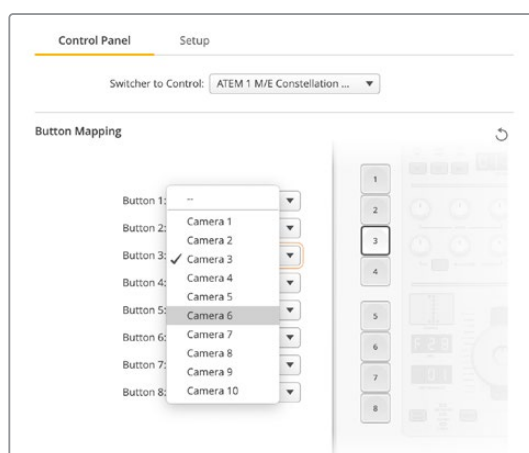 Control Panel Setup
Switcher to Control: ATEM 1 M/E Constellation ...
Button Mapping
Button 1:
Button 2:
Button 3:
Button 4:
Button 5:
Button 6:
Button 7:
Button 8:
--
Camera 1
Camera 2
✓ Camera 3
Camera 4
Camera 5
Camera 6
Camera 7
Camera 8
Camera 9
Camera 10
1
2
3
4
5
6
7
8